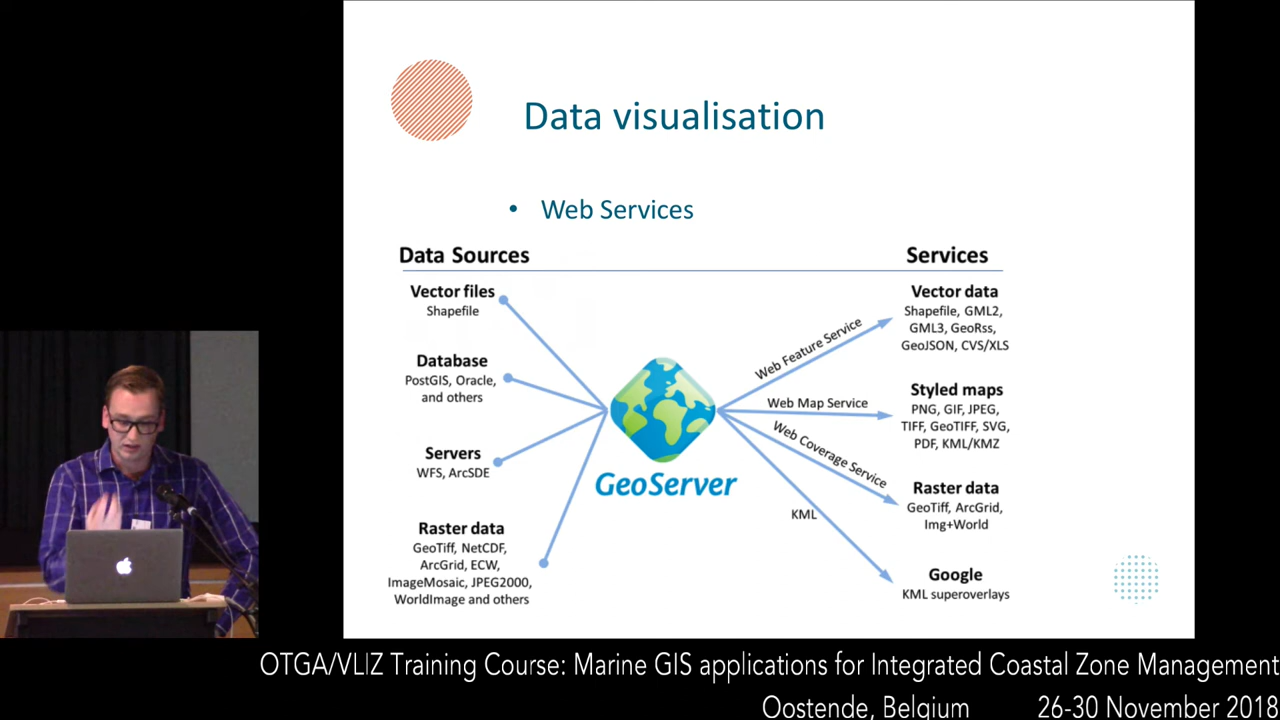 Data visualisation
• Web Services
Data Sources
Services
Vector files
Shapefile
Database
PostGIS, Oracle,
and others
Servers
WFS, ArcSDE
Raster data
GeoTiff, NetCDF,
ArcGrid, ECW,
ImageMosaic, JPEG2000,
WorldImage and others
GeoServer
Web Feature Service
Web Map Service
Web Coverage Service
KML
Vector data
Shapefile, GML2,
GML3, GeoRss,
GeoJSON, CVS/XLS
Styled maps
PNG, GIF, JPEG,
TIFF, GeoTIFF, SVG,
PDF, KML/KMZ
Raster data
GeoTiff, ArcGrid,
Img+World
Google
KML superoverlays
OTGA/VLIZ Training Course: Marine GIS applications for Integrated Coastal Zone Management
Oostende, Belgium 26-30 November 2018